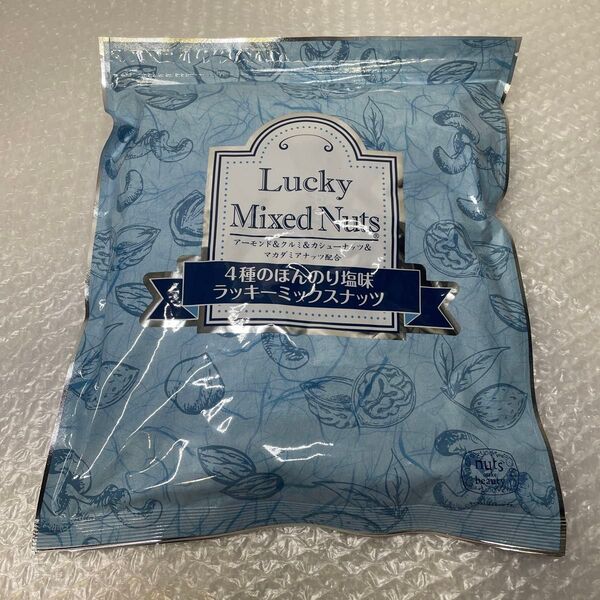 Lucky
Mixed Nuts®
アーモンド&クルミ&カシューナッツ&
マカダミアナッツ配合
4種のほんのり塩味
ラッキーミックスナッツ
nuts
make
beauty